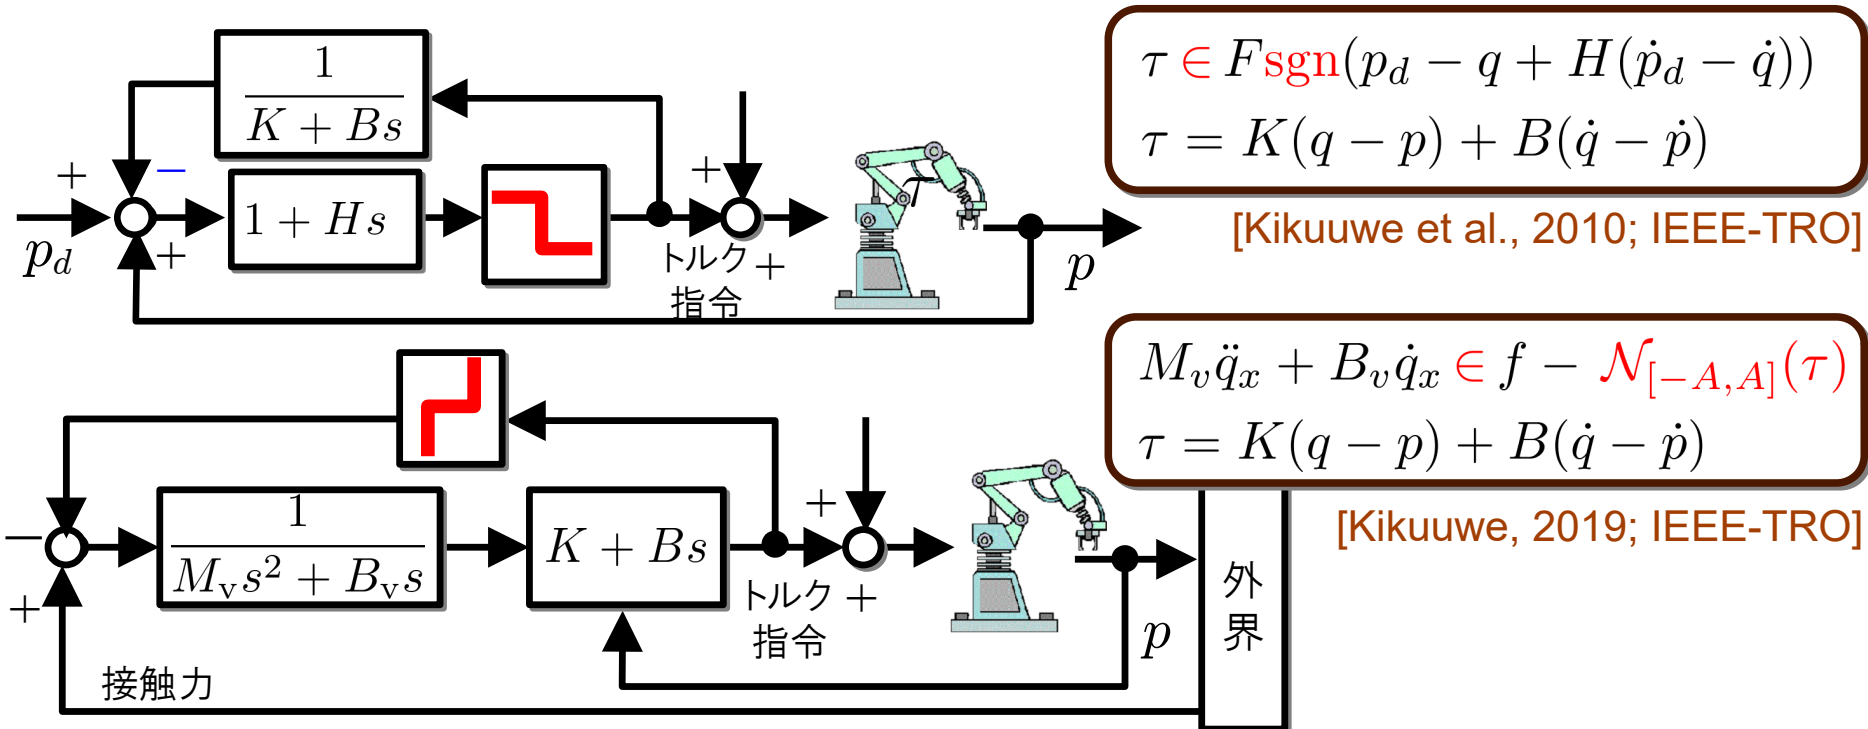 1
K + Bs
+
−
p_d
+
1 + Hs
+
トルク
指令
+
τ
p
τ ∈ Fsgn(p_d − q + H(ṗ_d − q̇))
τ = K(q − p) + B(q̇ − ṗ)
[Kikuuwe et al., 2010; IEEE-TRO]
−
+
1
M_v s² + B_v s
K + Bs
+
トルク
指令
+
p
外
界
接触力
M_v q̈_x + B_v q̇_x ∈ f − 𝒩_[−A,A](τ)
τ = K(q − p) + B(q̇ − ṗ)
[Kikuuwe, 2019; IEEE-TRO]